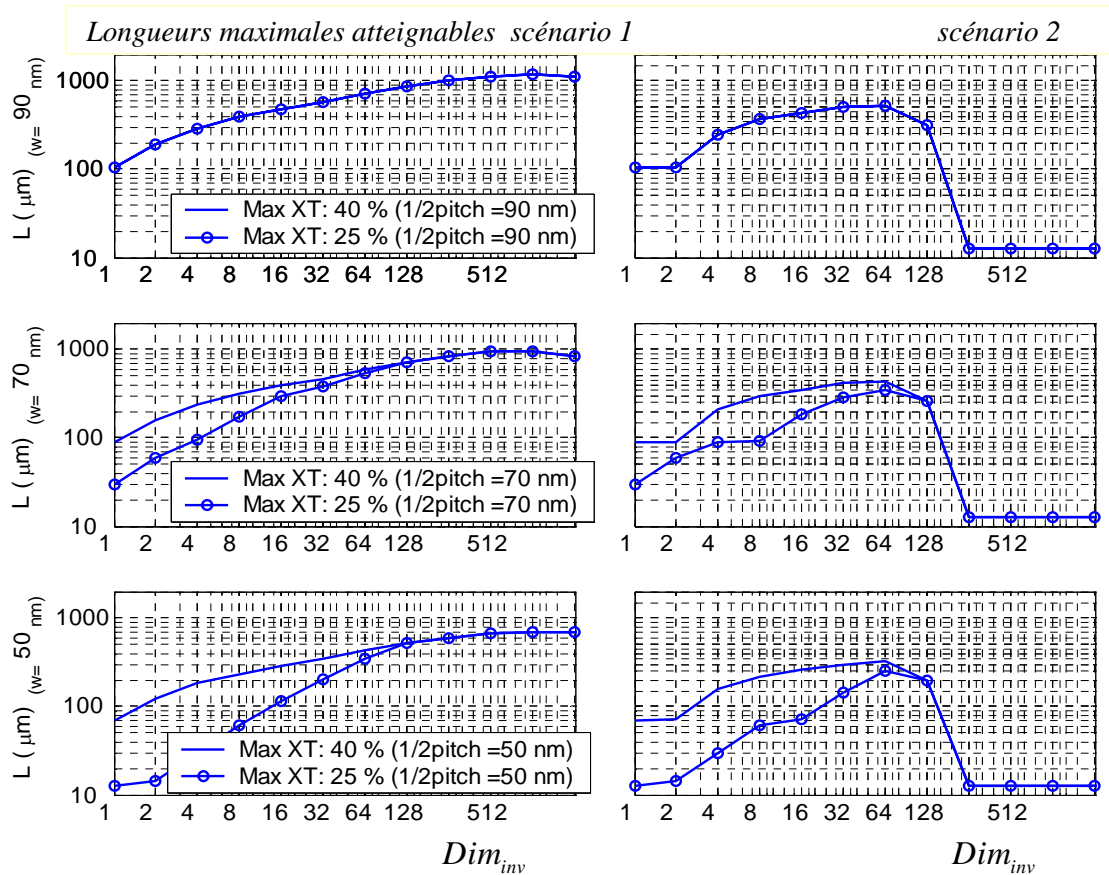 Longueurs maximales atteignables scénario 1 scénario 2
L ( μm) (w= 90 nm)
1000
100
10
Max XT: 40 % (1/2pitch =90 nm)
Max XT: 25 % (1/2pitch =90 nm)
1 2 4 8 16 32 64 128 512
1 2 4 8 16 32 64 128 512
L ( μm) (w= 70 nm)
1000
100
10
Max XT: 40 % (1/2pitch =70 nm)
Max XT: 25 % (1/2pitch =70 nm)
1 2 4 8 16 32 64 128 512
1 2 4 8 16 32 64 128 512
L ( μm) (w= 50 nm)
1000
100
10
Max XT: 40 % (1/2pitch =50 nm)
Max XT: 25 % (1/2pitch =50 nm)
1 2 4 8 16 32 64 128 512
1 2 4 8 16 32 64 128 512
Dim inv
Dim inv